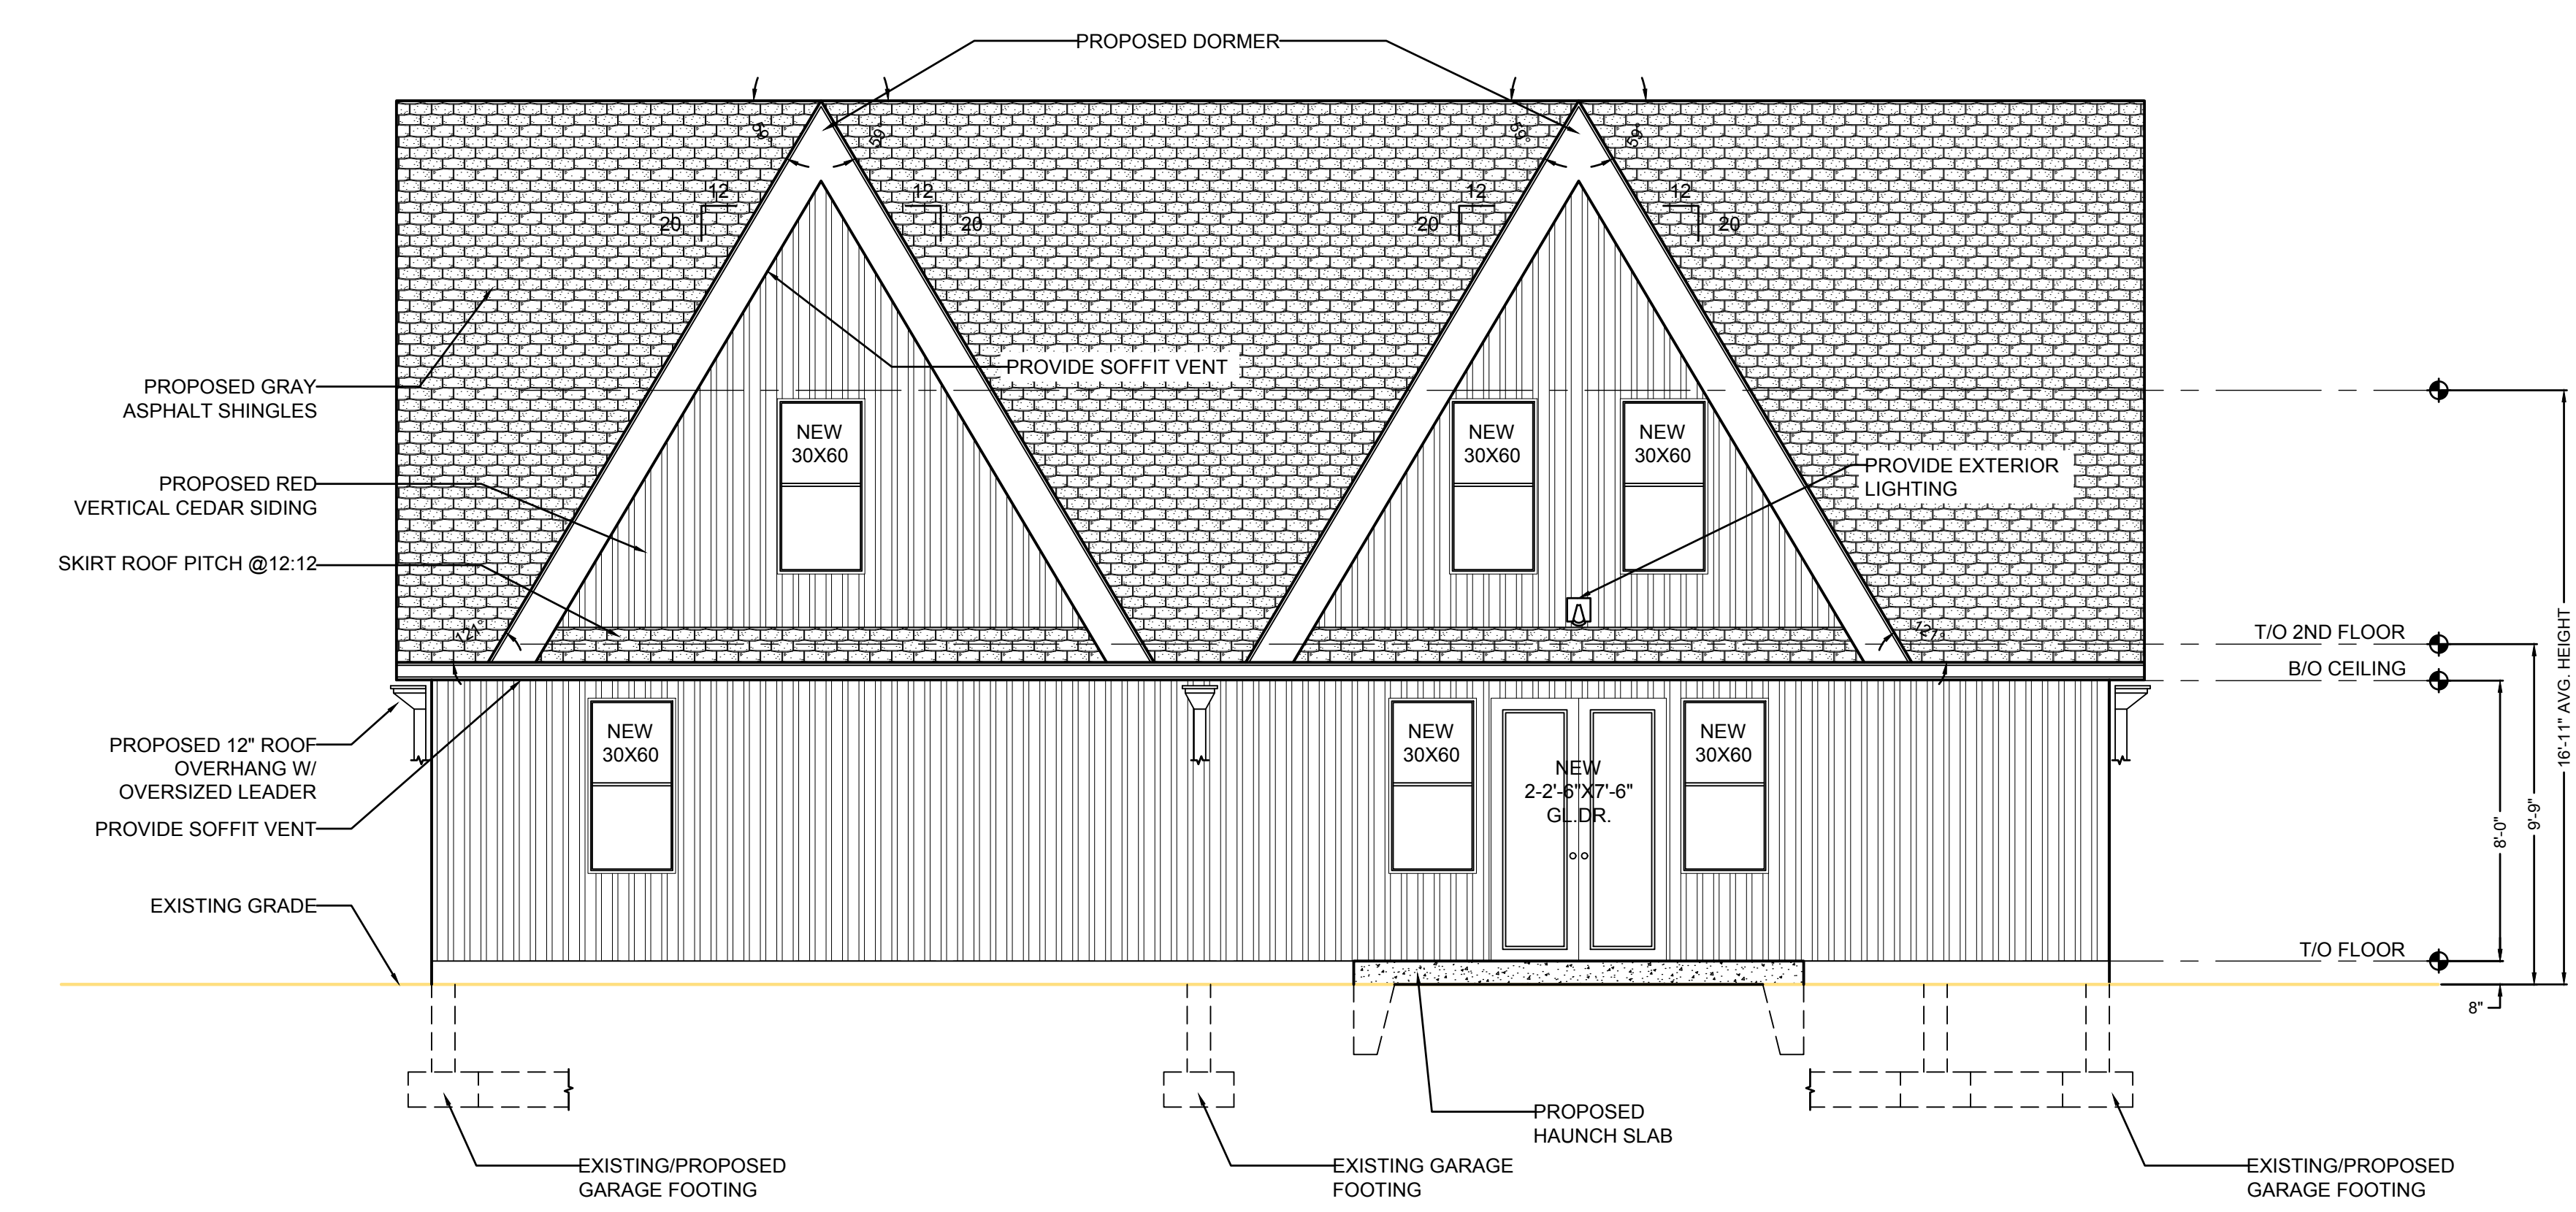 PROPOSED DORMER
59°
59°
59°
59°
12
20
12
20
12
20
12
20
PROVIDE SOFFIT VENT
PROPOSED GRAY
ASPHALT SHINGLES
NEW
30X60
NEW
30X60
NEW
30X60
PROVIDE EXTERIOR
LIGHTING
PROPOSED RED
VERTICAL CEDAR SIDING
SKIRT ROOF PITCH @12:12
121°
121°
T/O 2ND FLOOR
B/O CEILING
16'-11" AVG. HEIGHT
NEW
30X60
NEW
30X60
NEW
30X60
NEW
2-2'-6"X7'-6"
GL.DR.
PROPOSED 12" ROOF
OVERHANG W/
OVERSIZED LEADER
PROVIDE SOFFIT VENT
8'-0"
9'-9"
EXISTING GRADE
T/O FLOOR
8"
PROPOSED
HAUNCH SLAB
EXISTING/PROPOSED
GARAGE FOOTING
EXISTING GARAGE
FOOTING
EXISTING/PROPOSED
GARAGE FOOTING